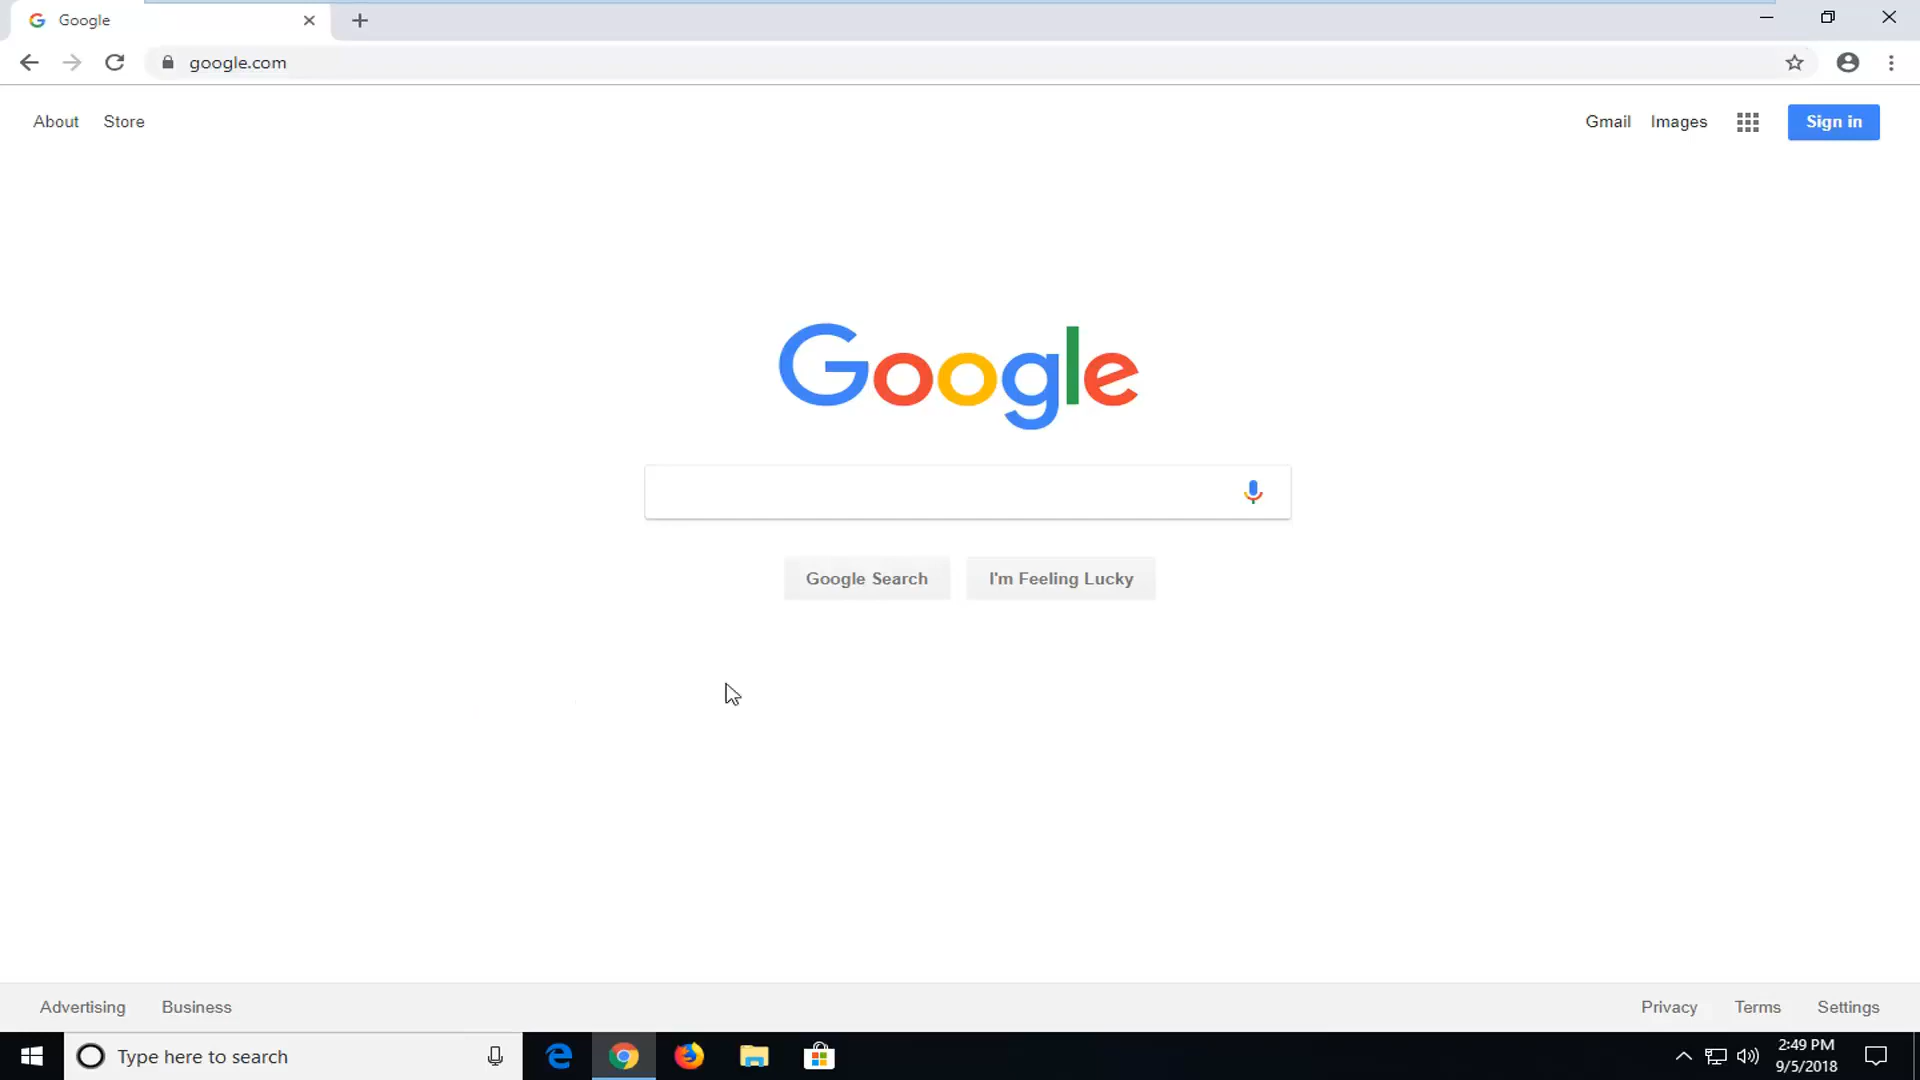 Google
google.com
About Store Gmail Images Sign in
Google
Google Search I'm Feeling Lucky
Advertising Business Privacy Terms Settings
Type here to search
2:49 PM
9/5/2018